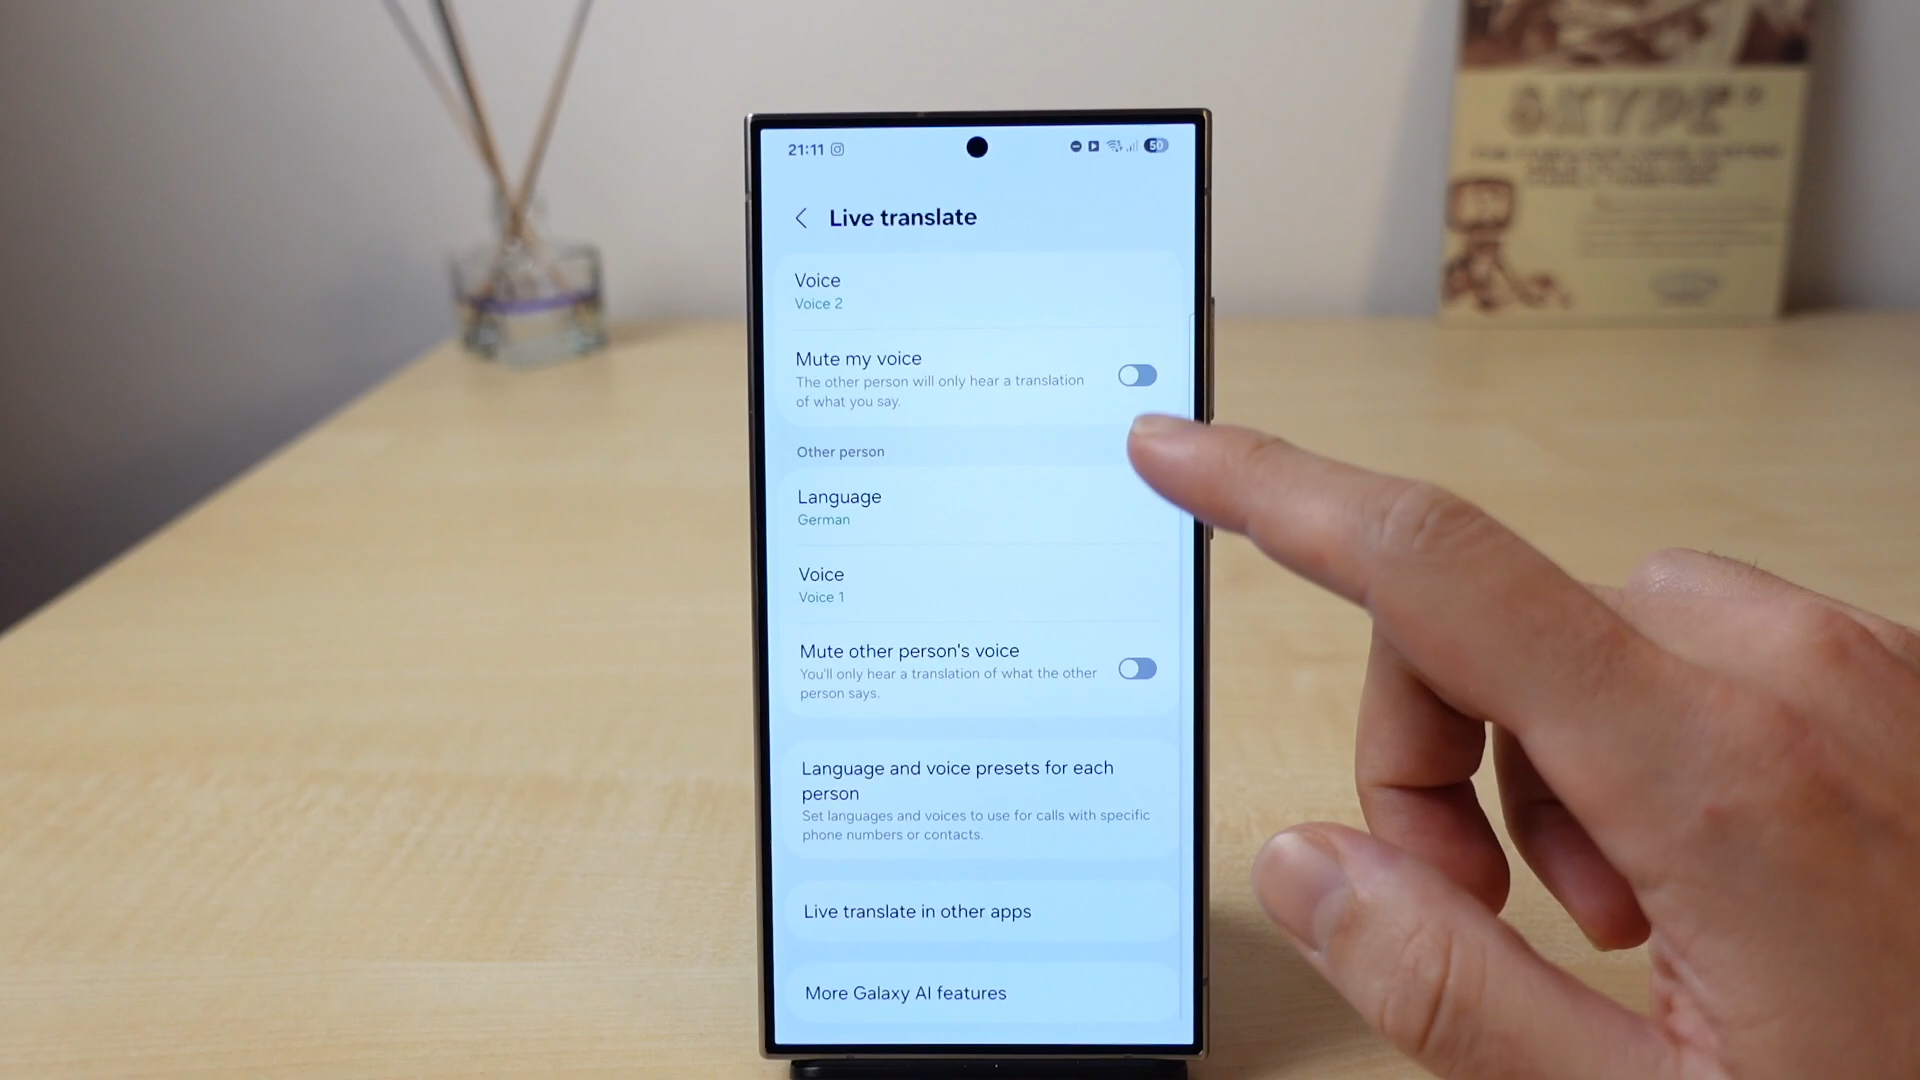 21:11
50
Live translate
Voice
Voice 2
Mute my voice
The other person will only hear a translation
of what you say.
Other person
Language
German
Voice
Voice 1
Mute other person's voice
You'll only hear a translation of what the other
person says.
Language and voice presets for each
person
Set languages and voices to use for calls with specific
phone numbers or contacts.
Live translate in other apps
More Galaxy AI features